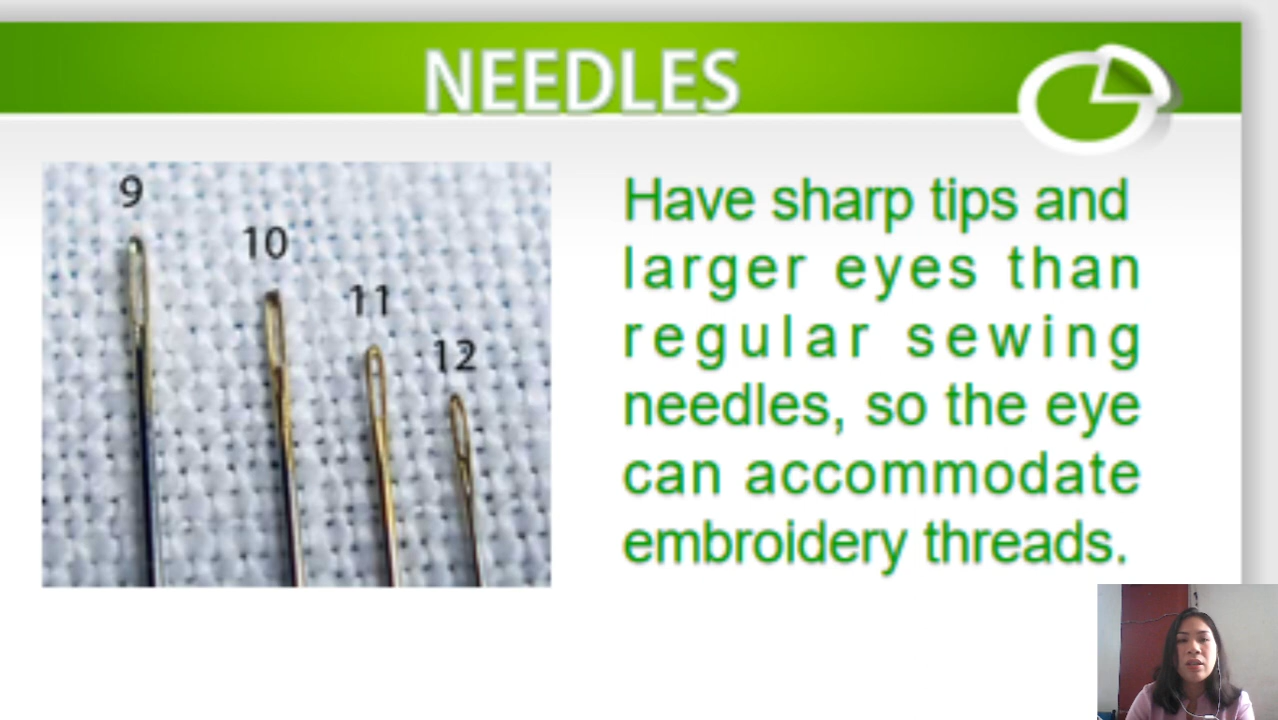 NEEDLES
9
10
11
12
Have sharp tips and
larger eyes than
regular sewing
needles, so the eye
can accommodate
embroidery threads.